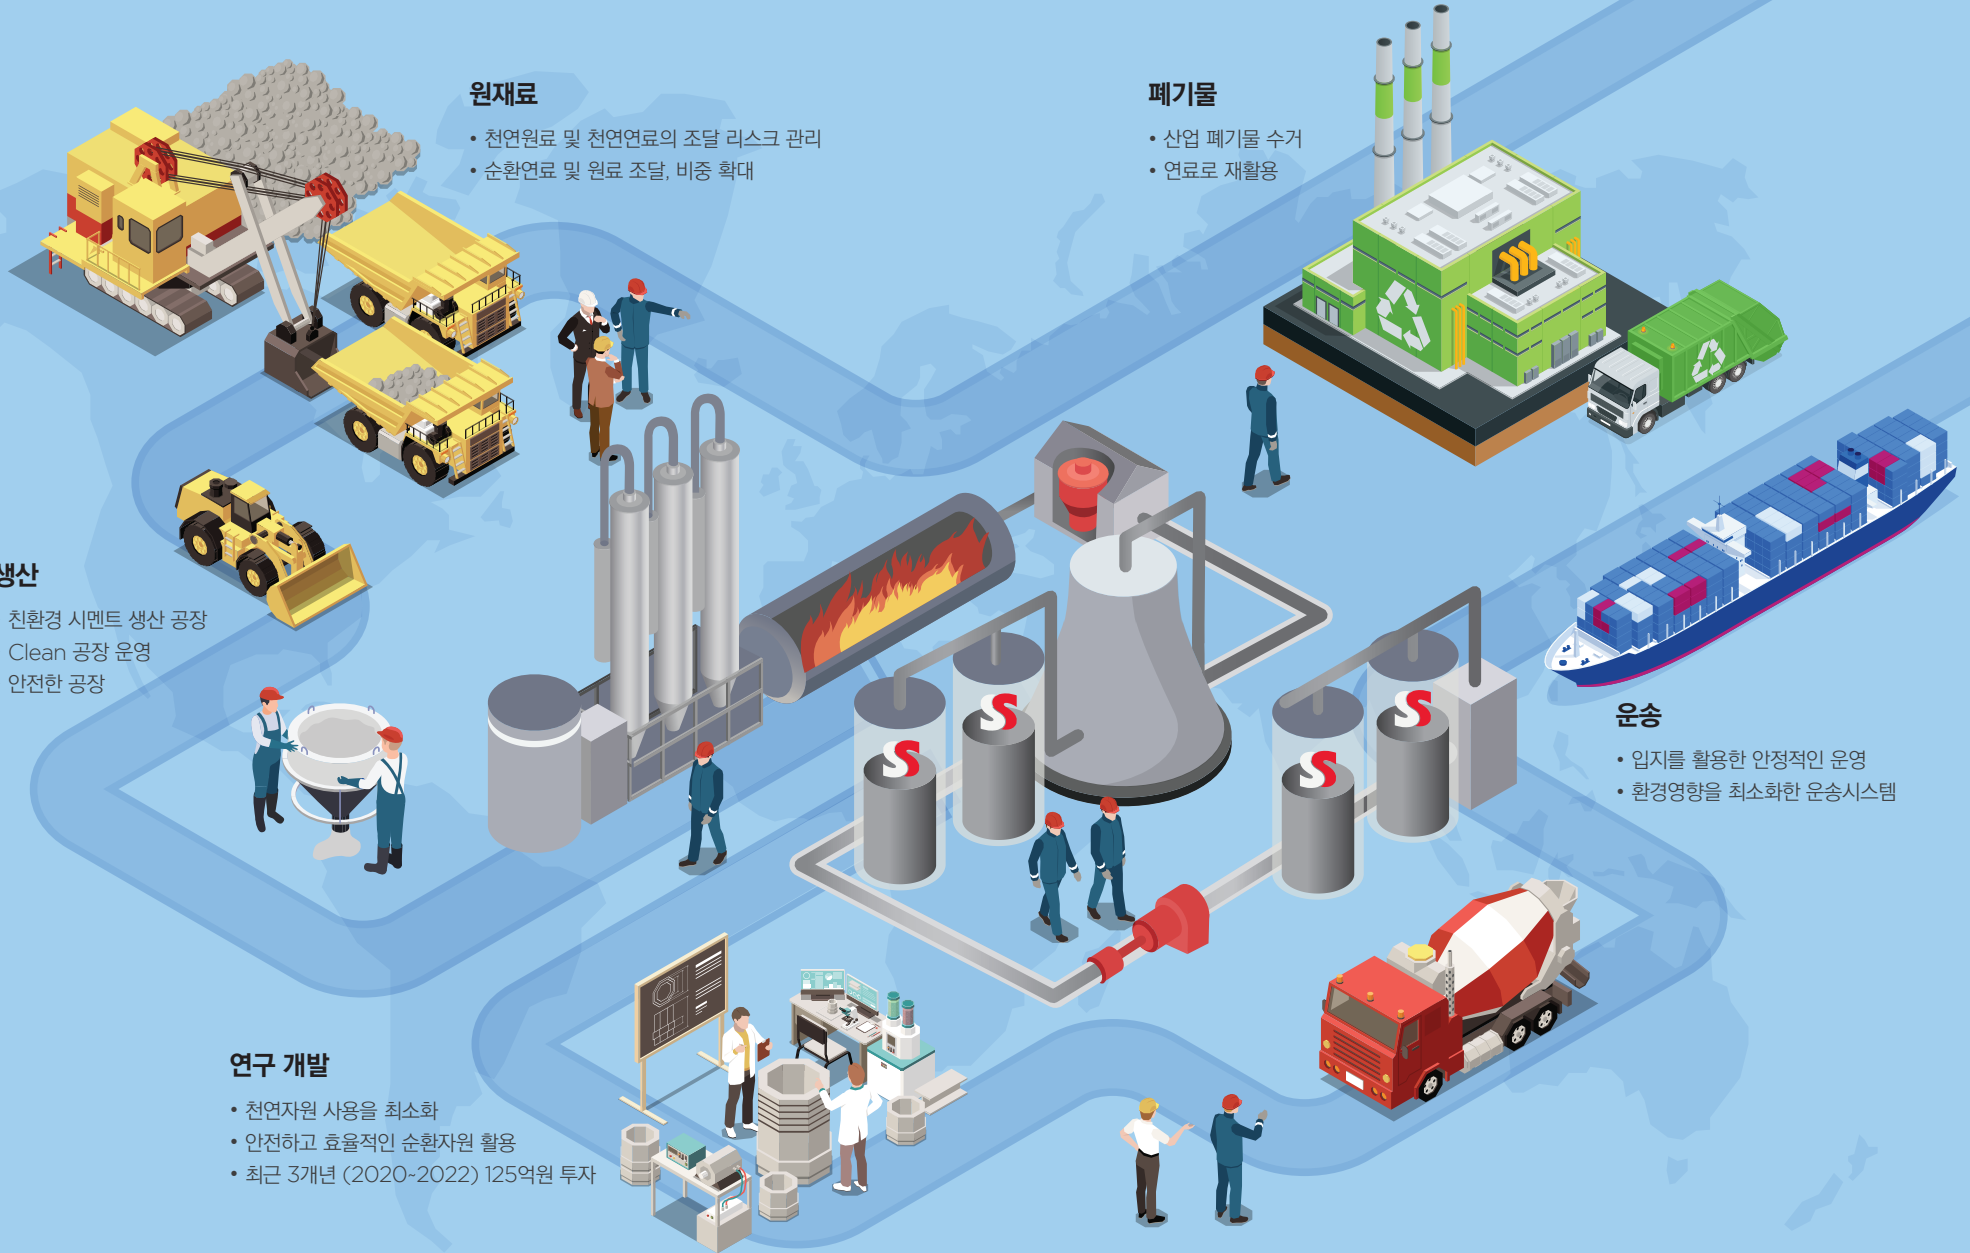 원재료
• 천연원료 및 천연연료의 조달 리스크 관리
• 순환연료 및 원료 조달, 비중 확대
폐기물
• 산업 폐기물 수거
• 연료로 재활용
생산
친환경 시멘트 생산 공장
Clean 공장 운영
안전한 공장
운송
• 입지를 활용한 안정적인 운영
• 환경영향을 최소화한 운송시스템
연구 개발
• 천연자원 사용을 최소화
• 안전하고 효율적인 순환자원 활용
• 최근 3개년 (2020~2022) 125억원 투자